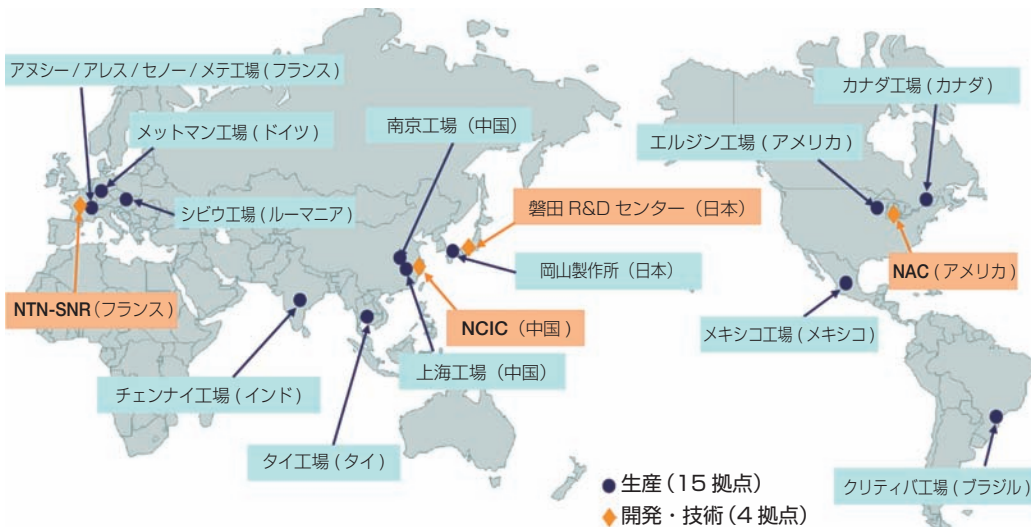 アヌシー / アレス / セノー / メテ工場 ( フランス )
メットマン工場 ( ドイツ )
シビウ工場 ( ルーマニア )
NTN-SNR (フランス )
チェンナイ工場 ( インド )
タイ工場 ( タイ )
南京工場（中国）
磐田 R&D センター（日本）
岡山製作所（日本）
NCIC（中国 )
上海工場（中国）
カナダ工場 ( カナダ )
エルジン工場 ( アメリカ )
NAC ( アメリカ )
メキシコ工場 ( メキシコ )
クリティバ工場 ( ブラジル )
生産 (15 拠点)
開発・技術 (4 拠点)